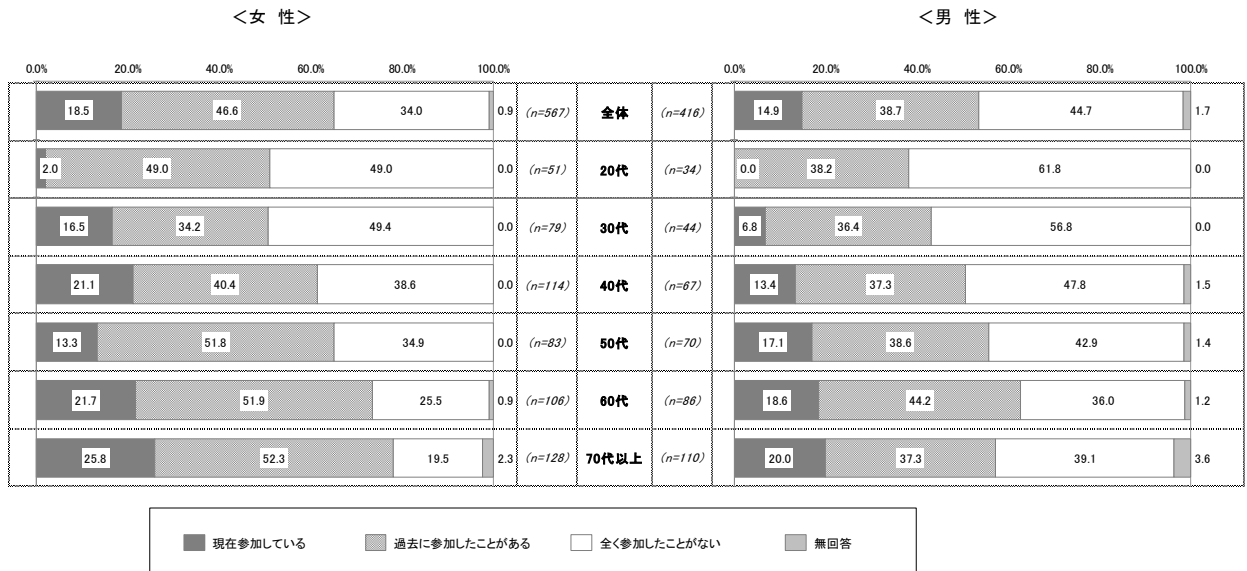 ＜女 性＞ ＜男 性＞
0.0% 20.0% 40.0% 60.0% 80.0% 100.0% 0.0% 20.0% 40.0% 60.0% 80.0% 100.0%
18.5 46.6 34.0 0.9 (n=567) 全体 (n=416) 14.9 38.7 44.7 1.7
2.0 49.0 49.0 0.0 (n=51) 20代 (n=34) 0.0 38.2 61.8 0.0
16.5 34.2 49.4 0.0 (n=79) 30代 (n=44) 6.8 36.4 56.8 0.0
21.1 40.4 38.6 0.0 (n=114) 40代 (n=67) 13.4 37.3 47.8 1.5
13.3 51.8 34.9 0.0 (n=83) 50代 (n=70) 17.1 38.6 42.9 1.4
21.7 51.9 25.5 0.9 (n=106) 60代 (n=86) 18.6 44.2 36.0 1.2
25.8 52.3 19.5 2.3 (n=128) 70代以上 (n=110) 20.0 37.3 39.1 3.6
現在参加している 過去に参加したことがある 全く参加したことがない 無回答